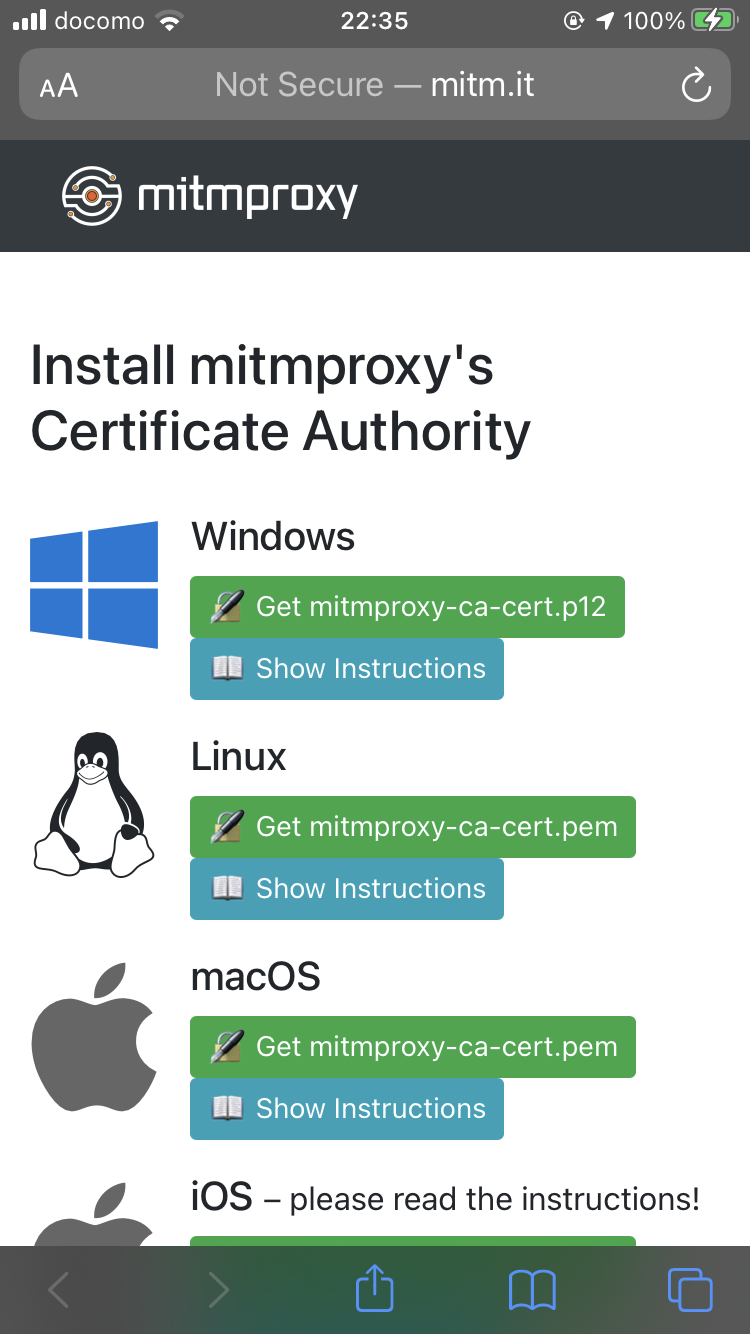 docomo 22:35 100%
AA Not Secure — mitm.it
mitmproxy
Install mitmproxy's
Certificate Authority
Windows
Get mitmproxy-ca-cert.p12
Show Instructions
Linux
Get mitmproxy-ca-cert.pem
Show Instructions
macOS
Get mitmproxy-ca-cert.pem
Show Instructions
iOS – please read the instructions!